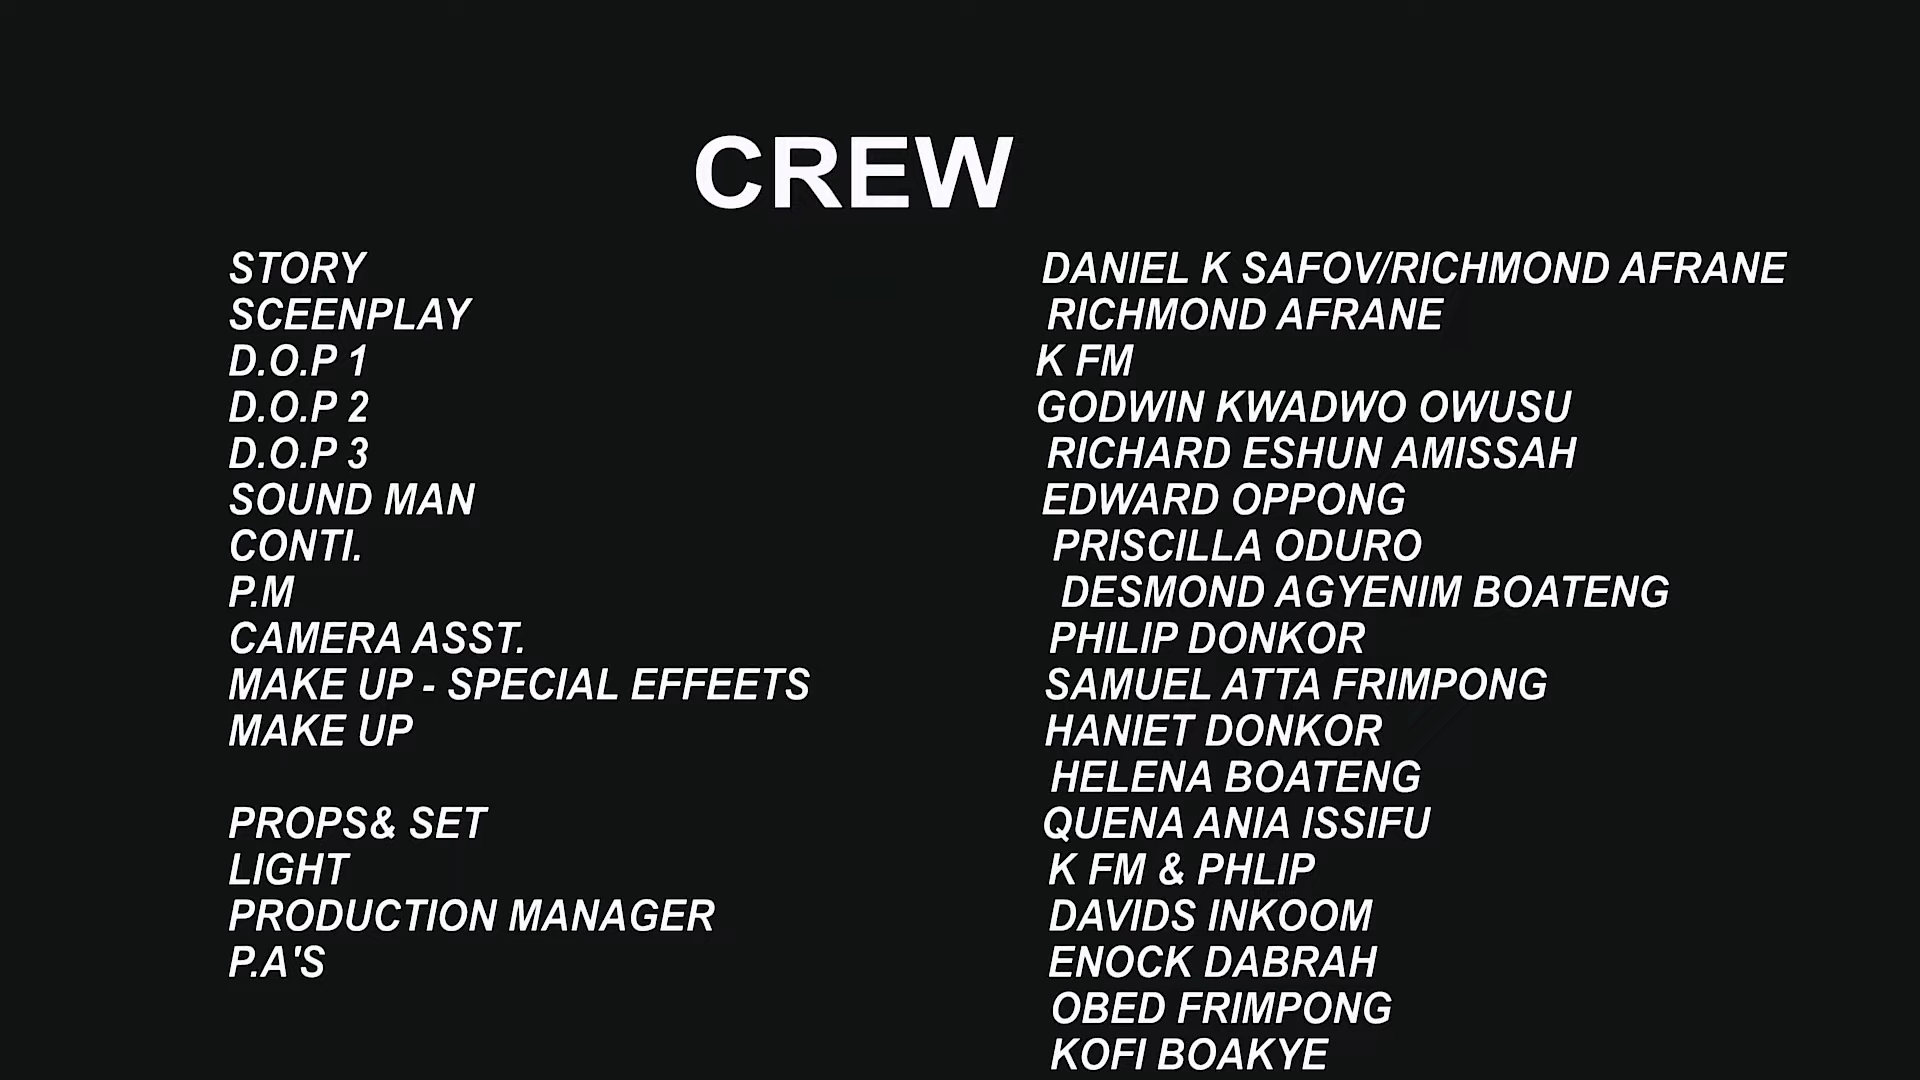 CREW
STORY DANIEL K SAFOV/RICHMOND AFRANE
SCEENPLAY RICHMOND AFRANE
D.O.P 1 K FM
D.O.P 2 GODWIN KWADWO OWUSU
D.O.P 3 RICHARD ESHUN AMISSAH
SOUND MAN EDWARD OPPONG
CONTI. PRISCILLA ODURO
P.M DESMOND AGYENIM BOATENG
CAMERA ASST. PHILIP DONKOR
MAKE UP - SPECIAL EFFEETS SAMUEL ATTA FRIMPONG
MAKE UP HANIET DONKOR
HELENA BOATENG
PROPS& SET QUENA ANIA ISSIFU
LIGHT K FM & PHLIP
PRODUCTION MANAGER DAVIDS INKOOM
P.A'S ENOCK DABRAH
OBED FRIMPONG
KOFI BOAKYE